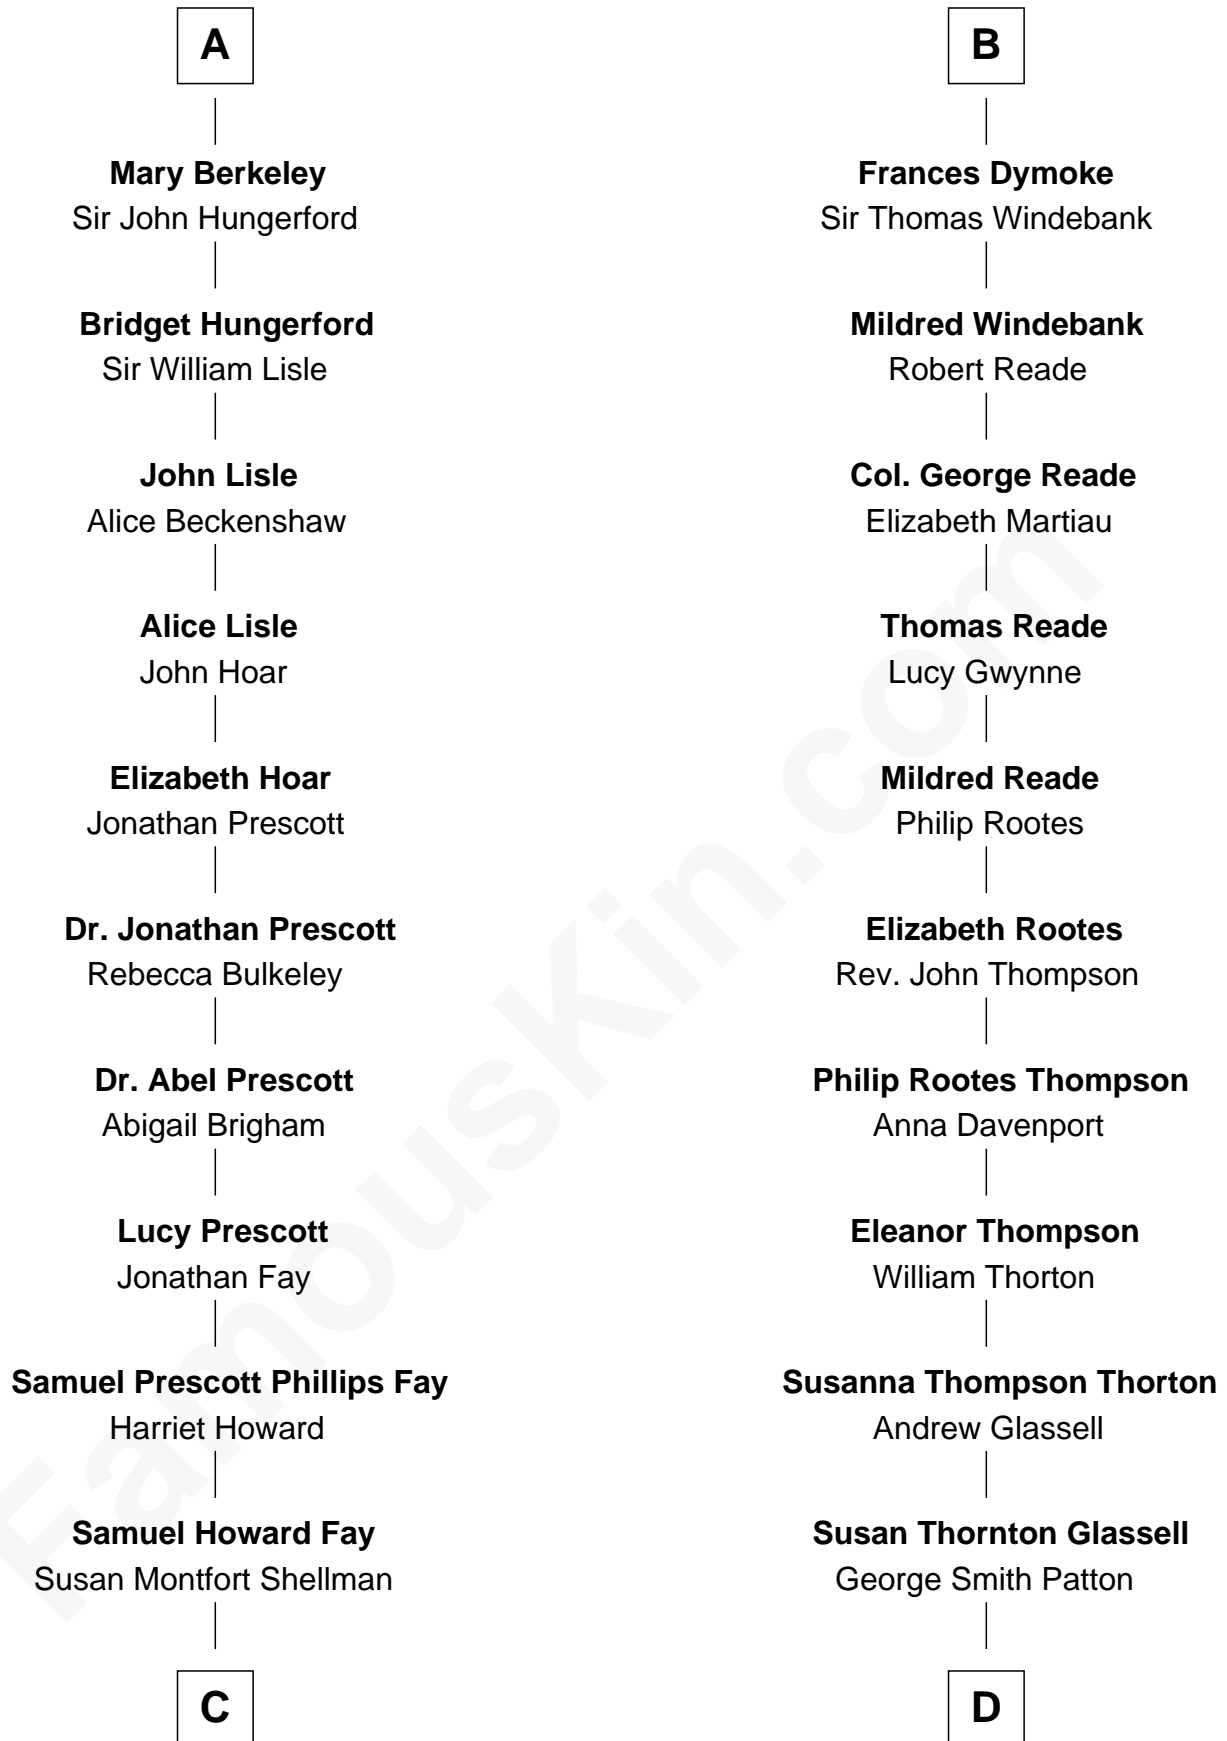 A
Mary Berkeley
Sir John Hungerford
Bridget Hungerford
Sir William Lisle
John Lisle
Alice Beckenshaw
Alice Lisle
John Hoar
Elizabeth Hoar
Jonathan Prescott
Dr. Jonathan Prescott
Rebecca Bulkeley
Dr. Abel Prescott
Abigail Brigham
Lucy Prescott
Jonathan Fay
Samuel Prescott Phillips Fay
Harriet Howard
Samuel Howard Fay
Susan Montfort Shellman
C
B
Frances Dymoke
Sir Thomas Windebank
Mildred Windebank
Robert Reade
Col. George Reade
Elizabeth Martiau
Thomas Reade
Lucy Gwynne
Mildred Reade
Philip Rootes
Elizabeth Rootes
Rev. John Thompson
Philip Rootes Thompson
Anna Davenport
Eleanor Thompson
William Thorton
Susanna Thompson Thorton
Andrew Glassell
Susan Thornton Glassell
George Smith Patton
D
FamousKin.com